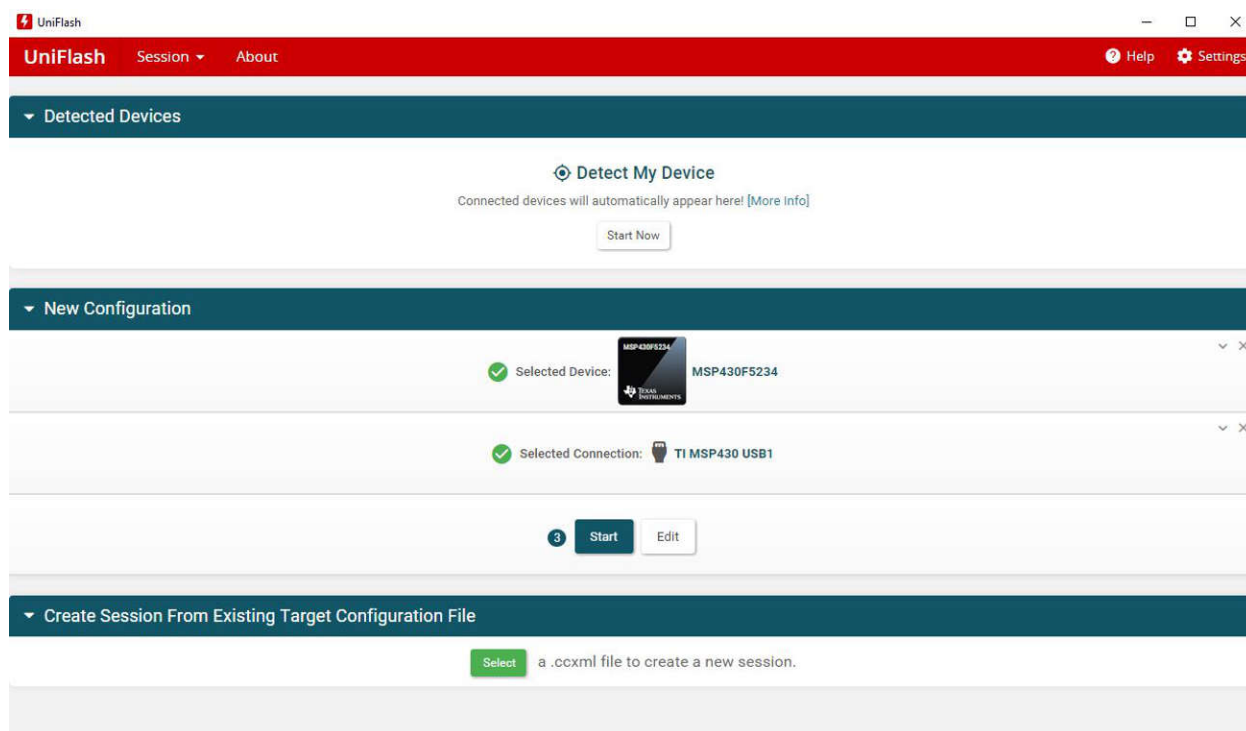 UniFlash
UniFlash Session About Help Settings
Detected Devices
Detect My Device
Connected devices will automatically appear here! [More Info]
Start Now
New Configuration
MSP430F5234
Selected Device: MSP430F5234
TEXAS
INSTRUMENTS
Selected Connection: TI MSP430 USB1
3 Start Edit
Create Session From Existing Target Configuration File
Select a .ccxml file to create a new session.